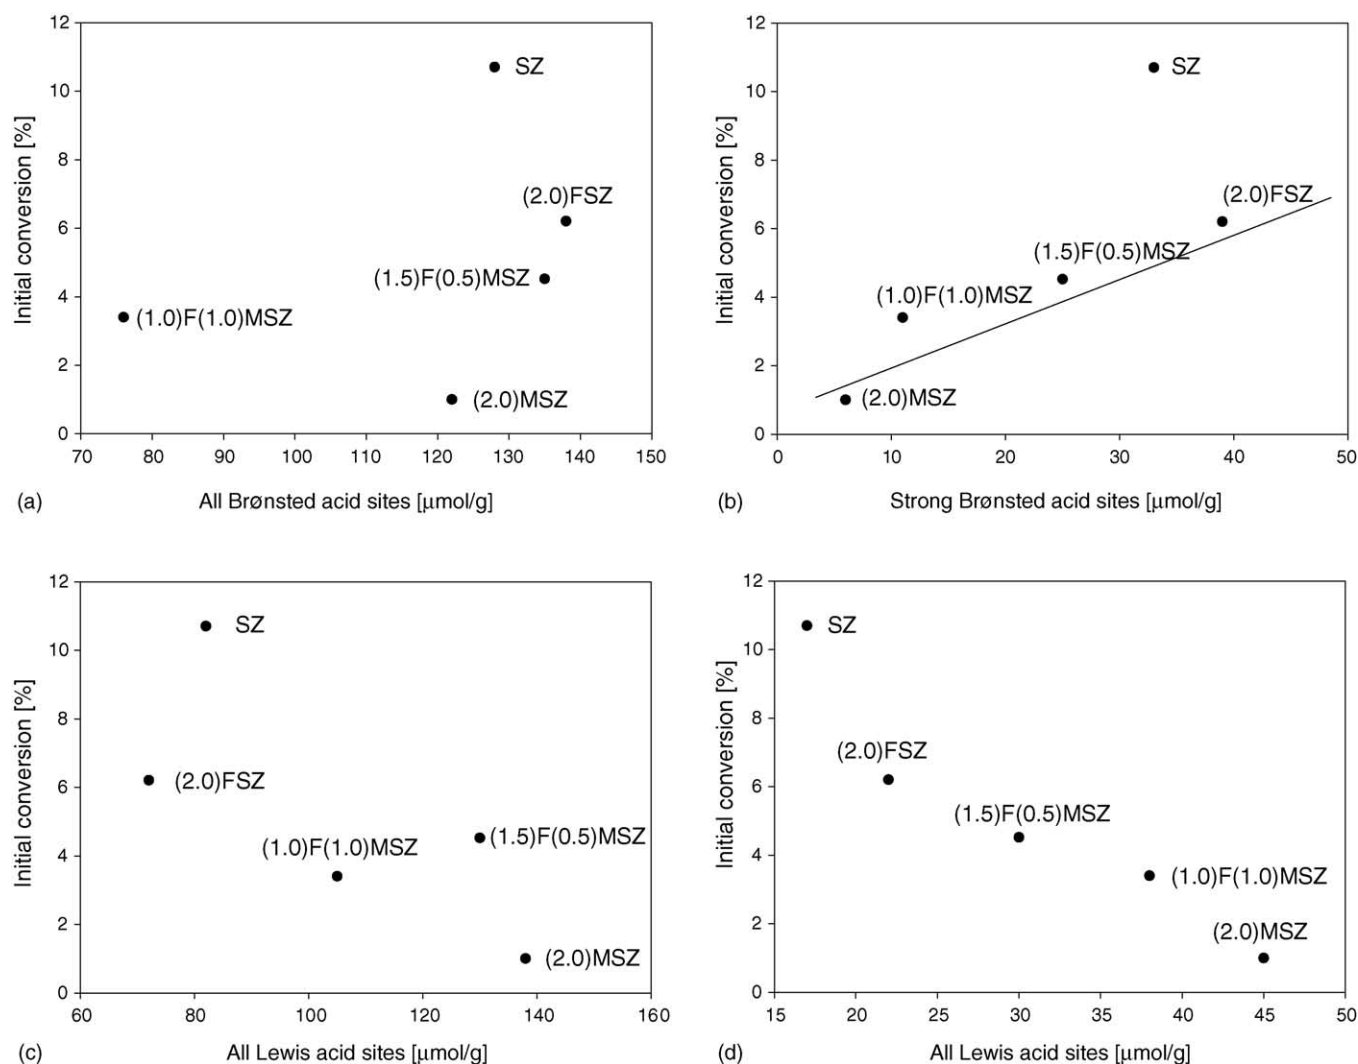 12
10
8
6
4
2
0
Initial conversion [%]
SZ
(2.0)FSZ
(1.5)F(0.5)MSZ
(1.0)F(1.0)MSZ
(2.0)MSZ
70 80 90 100 110 120 130 140 150
(a) All Brønsted acid sites [μmol/g]
12
10
8
6
4
2
0
Initial conversion [%]
SZ
(2.0)FSZ
(1.5)F(0.5)MSZ
(1.0)F(1.0)MSZ
(2.0)MSZ
0 10 20 30 40 50
(b) Strong Brønsted acid sites [μmol/g]
12
10
8
6
4
2
0
Initial conversion [%]
SZ
(2.0)FSZ
(1.5)F(0.5)MSZ
(1.0)F(1.0)MSZ
(2.0)MSZ
60 80 100 120 140 160
(c) All Lewis acid sites [μmol/g]
12
10
8
6
4
2
0
Initial conversion [%]
SZ
(2.0)FSZ
(1.5)F(0.5)MSZ
(1.0)F(1.0)MSZ
(2.0)MSZ
15 20 25 30 35 40 45 50
(d) All Lewis acid sites [μmol/g]